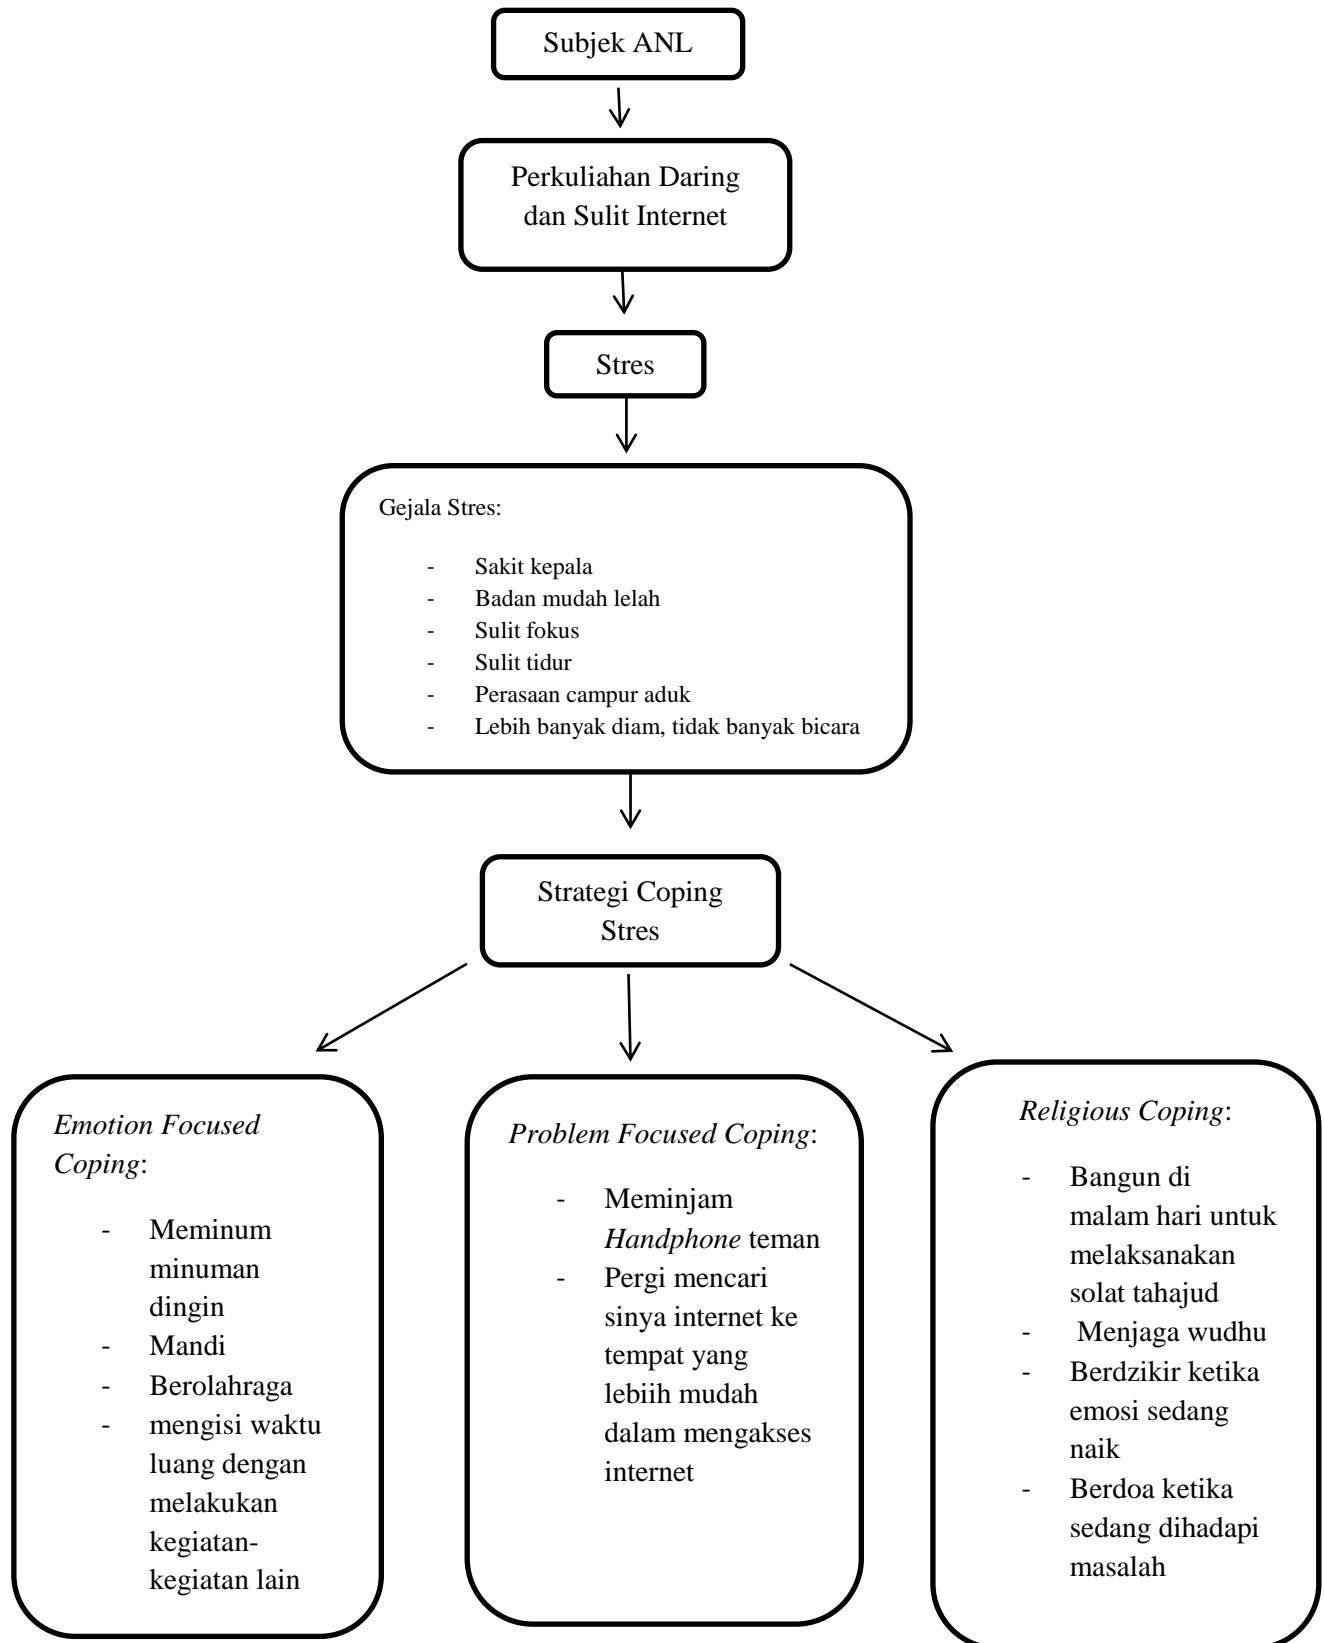 Subjek ANL
Perkuliahan Daring
dan Sulit Internet
Stres
Gejala Stres:
- Sakit kepala
- Badan mudah lelah
- Sulit fokus
- Sulit tidur
- Perasaan campur aduk
- Lebih banyak diam, tidak banyak bicara
Strategi Coping
Stres
Emotion Focused
Coping:
- Meminum
minuman
dingin
- Mandi
- Berolahraga
- mengisi waktu
luang dengan
melakukan
kegiatan-
kegiatan lain
Problem Focused Coping:
- Meminjam
Handphone teman
- Pergi mencari
sinya internet ke
tempat yang
lebiih mudah
dalam mengakses
internet
Religious Coping:
- Bangun di
malam hari untuk
melaksanakan
solat tahajud
- Menjaga wudhu
- Berdzikir ketika
emosi sedang
naik
- Berdoa ketika
sedang dihadapi
masalah